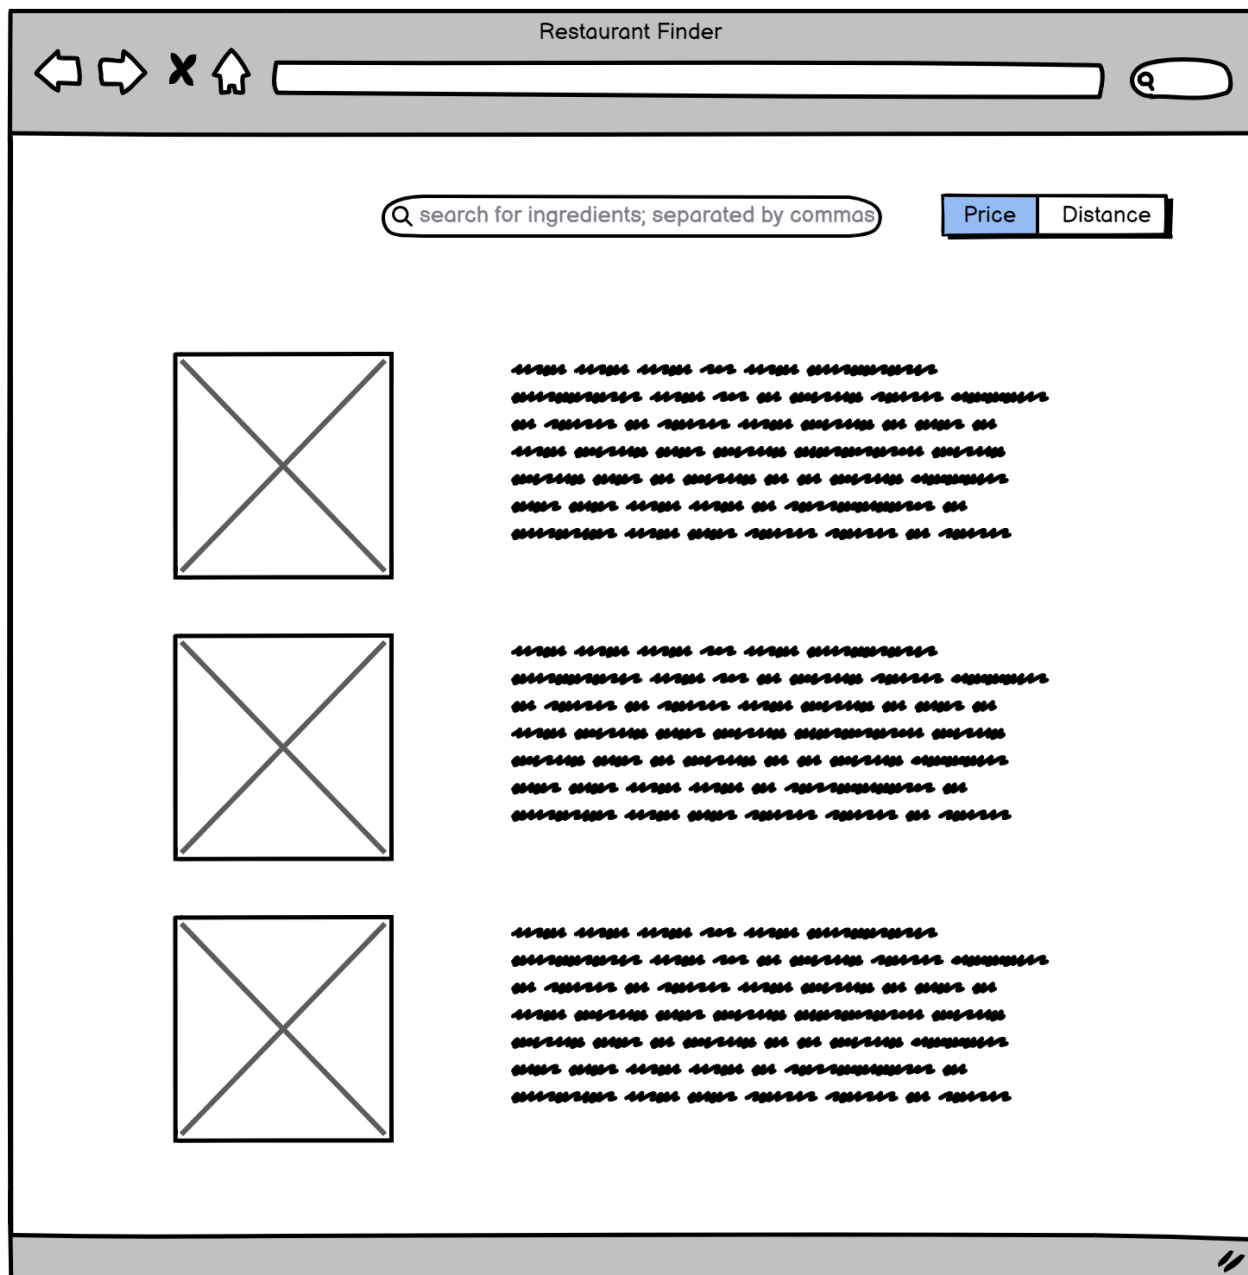 Restaurant Finder
search for ingredients; separated by commas
Price
Distance